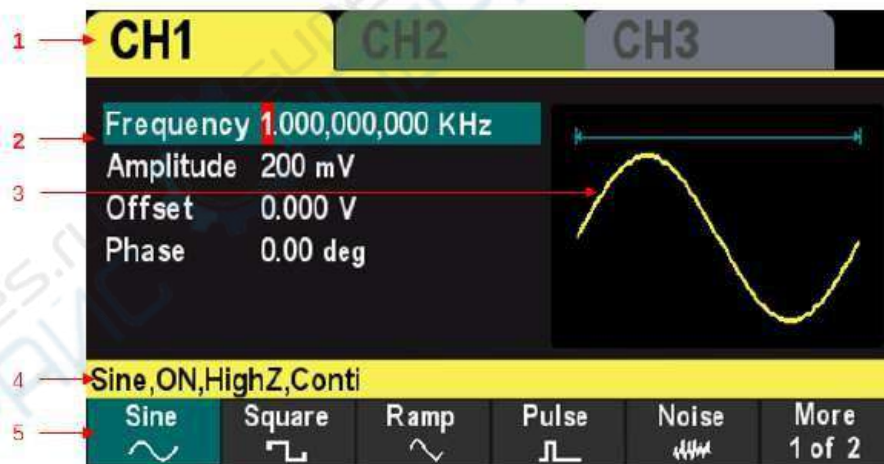 1 CH1 CH2 CH3
2 Frequency 1.000,000,000 KHz
Amplitude 200 mV
3
Offset 0.000 V
Phase 0.00 deg
4 Sine,ON,HighZ,Conti
5 Sine Square Ramp Pulse Noise More
1 of 2